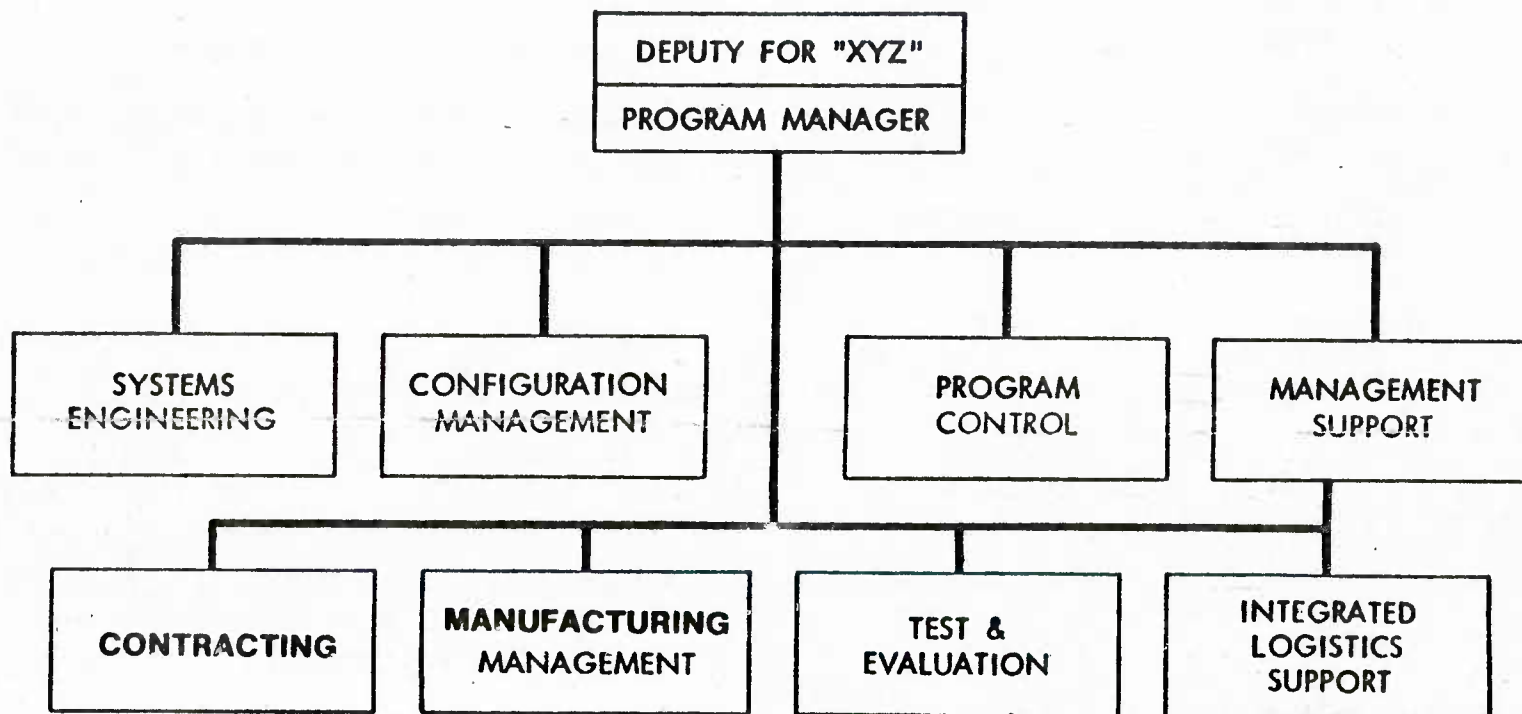 DEPUTY FOR "XYZ"
PROGRAM MANAGER
SYSTEMS
ENGINEERING
CONFIGURATION
MANAGEMENT
PROGRAM
CONTROL
MANAGEMENT
SUPPORT
CONTRACTING
MANUFACTURING
MANAGEMENT
TEST &
EVALUATION
INTEGRATED
LOGISTICS
SUPPORT